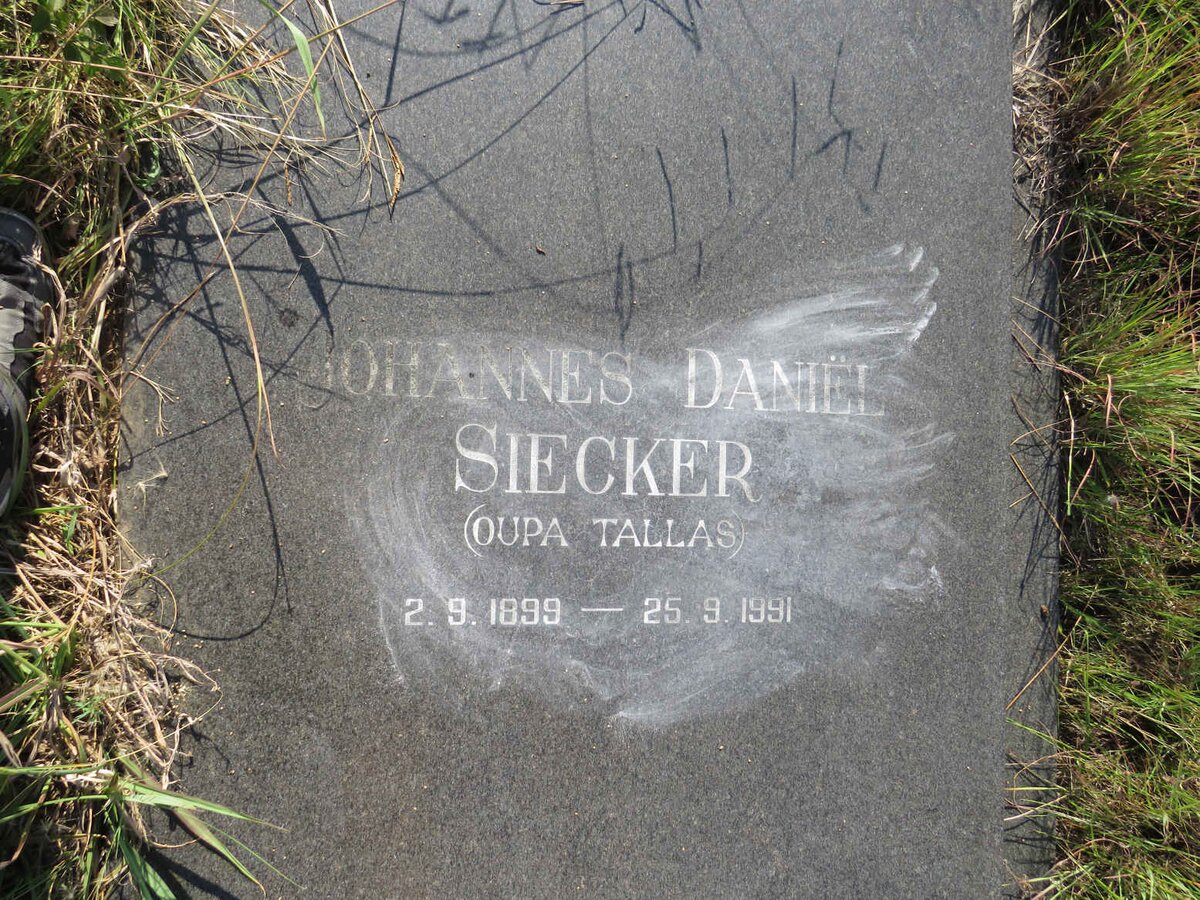 JOHANNES DANIËL
SIECKER
(OUPA TALLAS)
2.9.1899 — 25.9.1991